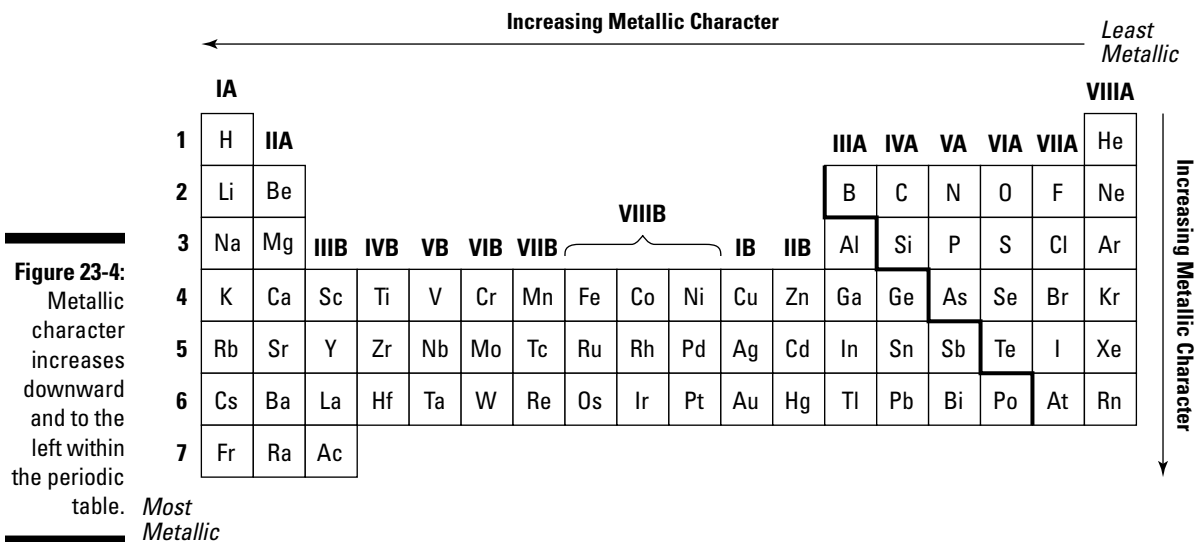 Increasing Metallic Character
Least
Metallic
IA VIIIA
1 H IIA IIIA IVA VA VIA VIIA He
2 Li Be B C N O F Ne
VIIIB
3 Na Mg IIIB IVB VB VIB VIIB IB IIB Al Si P S Cl Ar
4 K Ca Sc Ti V Cr Mn Fe Co Ni Cu Zn Ga Ge As Se Br Kr
5 Rb Sr Y Zr Nb Mo Tc Ru Rh Pd Ag Cd In Sn Sb Te I Xe
6 Cs Ba La Hf Ta W Re Os Ir Pt Au Hg Tl Pb Bi Po At Rn
7 Fr Ra Ac
Most
Metallic
Increasing Metallic Character
Figure 23-4:
Metallic
character
increases
downward
and to the
left within
the periodic
table.